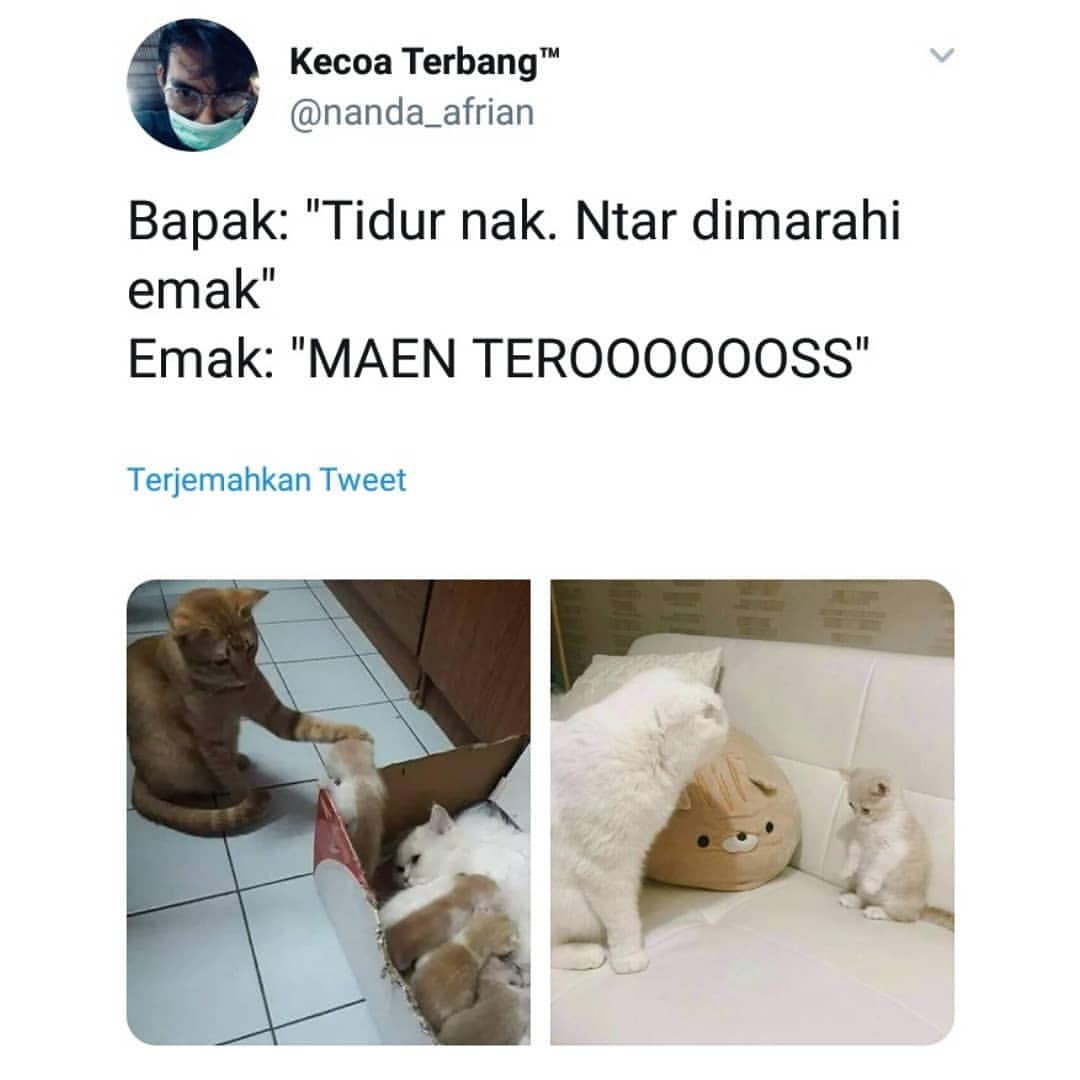 Kecoa Terbang™
@nanda_afrian
Bapak: "Tidur nak. Ntar dimarahi
emak"
Emak: "MAEN TEROOOOOOSS"
Terjemahkan Tweet